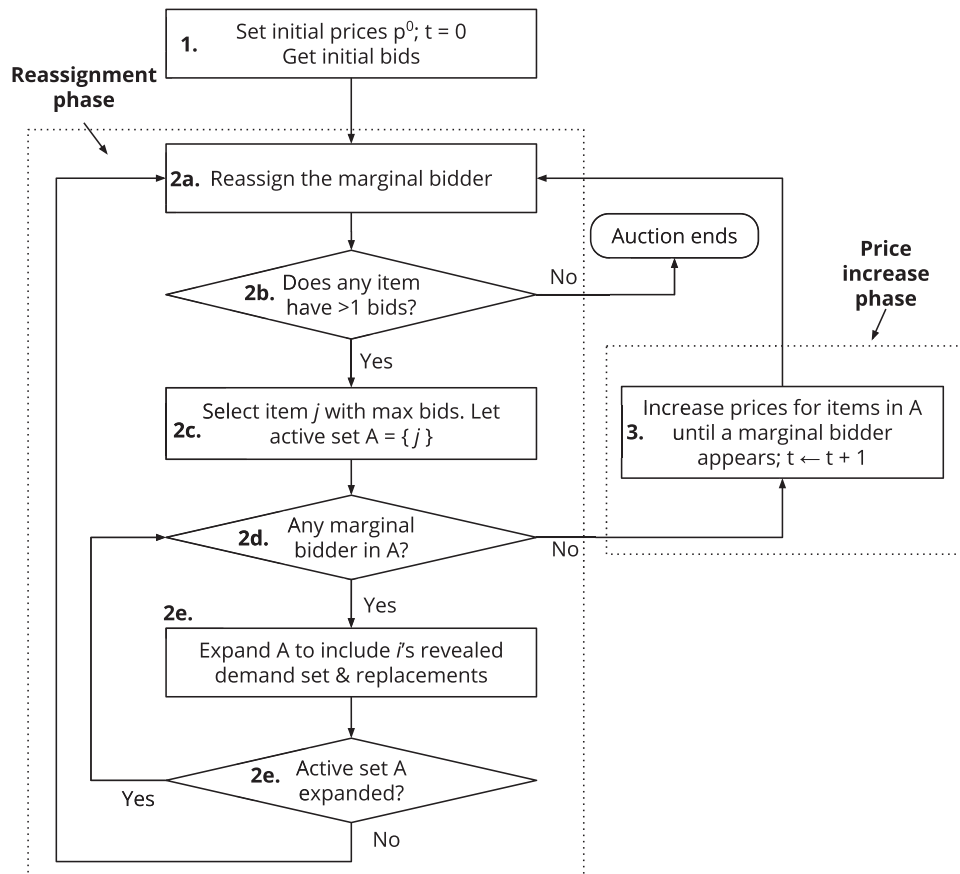 1. Set initial prices p⁰; t = 0
Get initial bids
Reassignment
phase
2a. Reassign the marginal bidder
Auction ends
2b. Does any item
have >1 bids?
No
Yes
Price
increase
phase
2c. Select item j with max bids. Let
active set A = { j }
3. Increase prices for items in A
until a marginal bidder
appears; t ← t + 1
2d. Any marginal
bidder in A?
No
Yes
2e.
Expand A to include i's revealed
demand set & replacements
2e. Active set A
expanded?
Yes
No